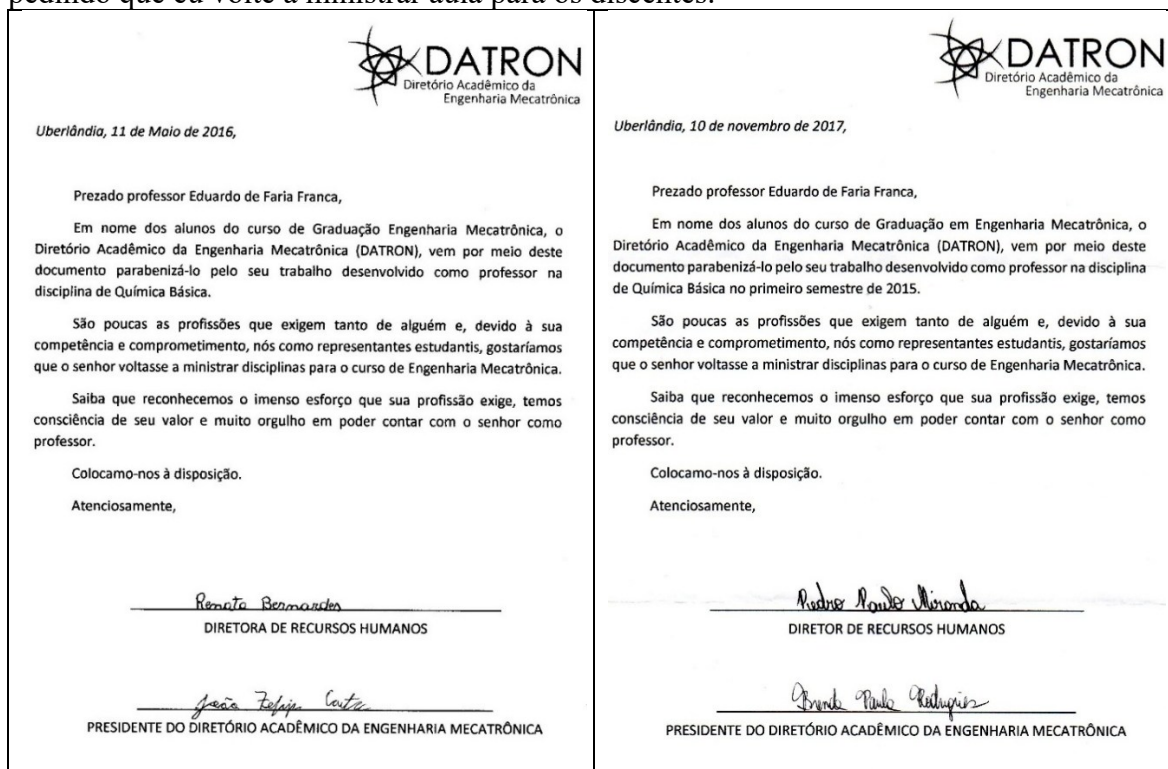 pedindo que eu volte a ministrar aula para os discentes.
DATRON
Diretório Acadêmico da
Engenharia Mecatrônica
Uberlândia, 11 de Maio de 2016,
Prezado professor Eduardo de Faria Franca,
Em nome dos alunos do curso de Graduação Engenharia Mecatrônica, o
Diretório Acadêmico da Engenharia Mecatrônica (DATRON), vem por meio deste
documento parabenizá-lo pelo seu trabalho desenvolvido como professor na
disciplina de Química Básica.
São poucas as profissões que exigem tanto de alguém e, devido à sua
competência e comprometimento, nós como representantes estudantis, gostaríamos
que o senhor voltasse a ministrar disciplinas para o curso de Engenharia Mecatrônica.
Saiba que reconhecemos o imenso esforço que sua profissão exige, temos
consciência de seu valor e muito orgulho em poder contar com o senhor como
professor.
Colocamo-nos à disposição.
Atenciosamente,
Renata Bernardes
DIRETORA DE RECURSOS HUMANOS
João
PRESIDENTE DO DIRETÓRIO ACADÊMICO DA ENGENHARIA MECATRÔNICA
DATRON
Diretório Acadêmico da
Engenharia Mecatrônica
Uberlândia, 10 de novembro de 2017,
Prezado professor Eduardo de Faria Franca,
Em nome dos alunos do curso de Graduação em Engenharia Mecatrônica, o
Diretório Acadêmico da Engenharia Mecatrônica (DATRON), vem por meio deste
documento parabenizá-lo pelo seu trabalho desenvolvido como professor na disciplina
de Química Básica no primeiro semestre de 2015.
São poucas as profissões que exigem tanto de alguém e, devido à sua
competência e comprometimento, nós como representantes estudantis, gostaríamos
que o senhor voltasse a ministrar disciplinas para o curso de Engenharia Mecatrônica.
Saiba que reconhecemos o imenso esforço que sua profissão exige, temos
consciência de seu valor e muito orgulho em poder contar com o senhor como
professor.
Colocamo-nos à disposição.
Atenciosamente,
Pedro Paulo Miranda
DIRETOR DE RECURSOS HUMANOS
Brenda Paula Rodrigues
PRESIDENTE DO DIRETÓRIO ACADÊMICO DA ENGENHARIA MECATRÔNICA